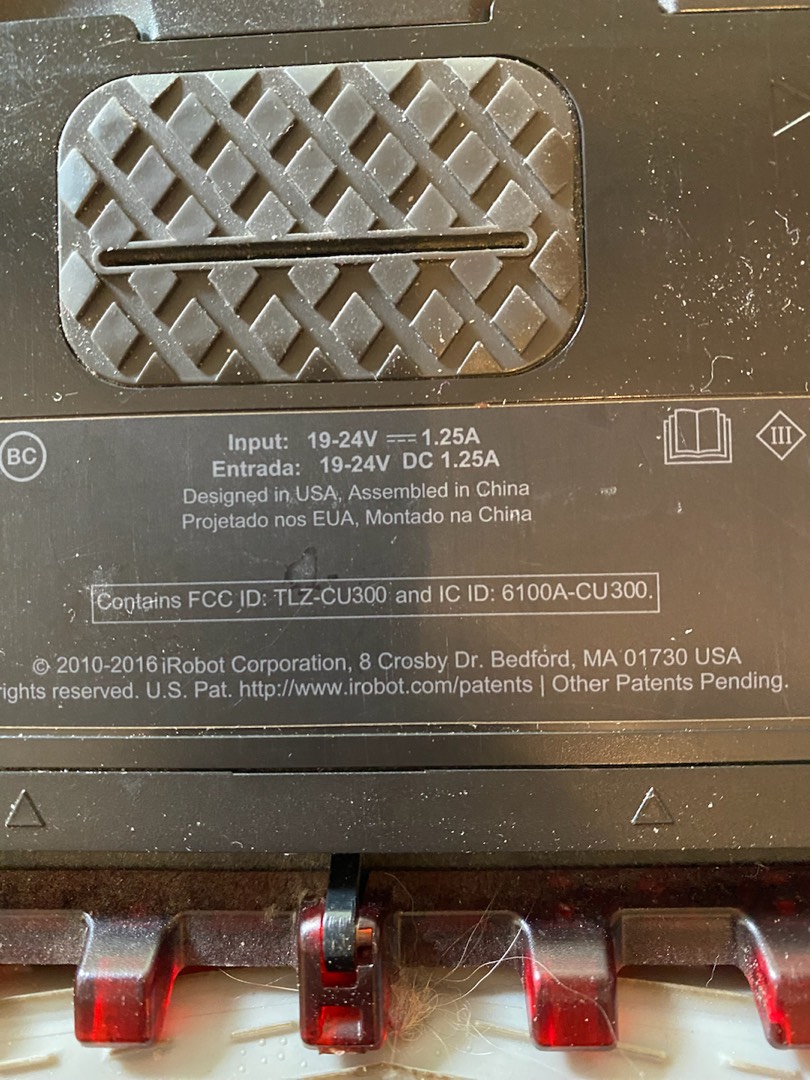 BC
Input: 19-24V ⎓ 1.25A
Entrada: 19-24V DC 1.25A
III
Designed in USA, Assembled in China
Projetado nos EUA, Montado na China
Contains FCC ID: TLZ-CU300 and IC ID: 6100A-CU300.
© 2010-2016 iRobot Corporation, 8 Crosby Dr. Bedford, MA 01730 USA
rights reserved. U.S. Pat. http://www.irobot.com/patents | Other Patents Pending.